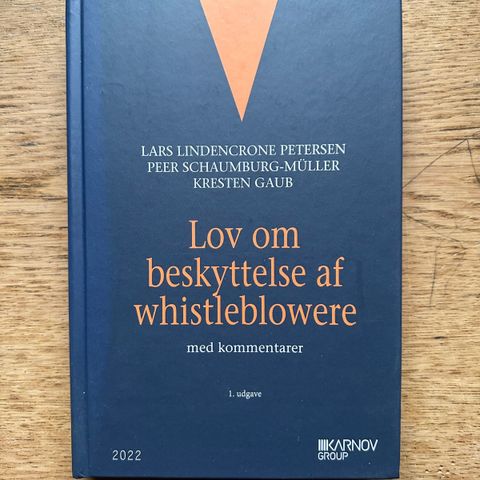 LARS LINDENCRONE PETERSEN
PEER SCHAUMBURG-MÜLLER
KRESTEN GAUB
Lov om
beskyttelse af
whistleblowere
med kommentarer
1. udgave
2022
KARNOV
GROUP